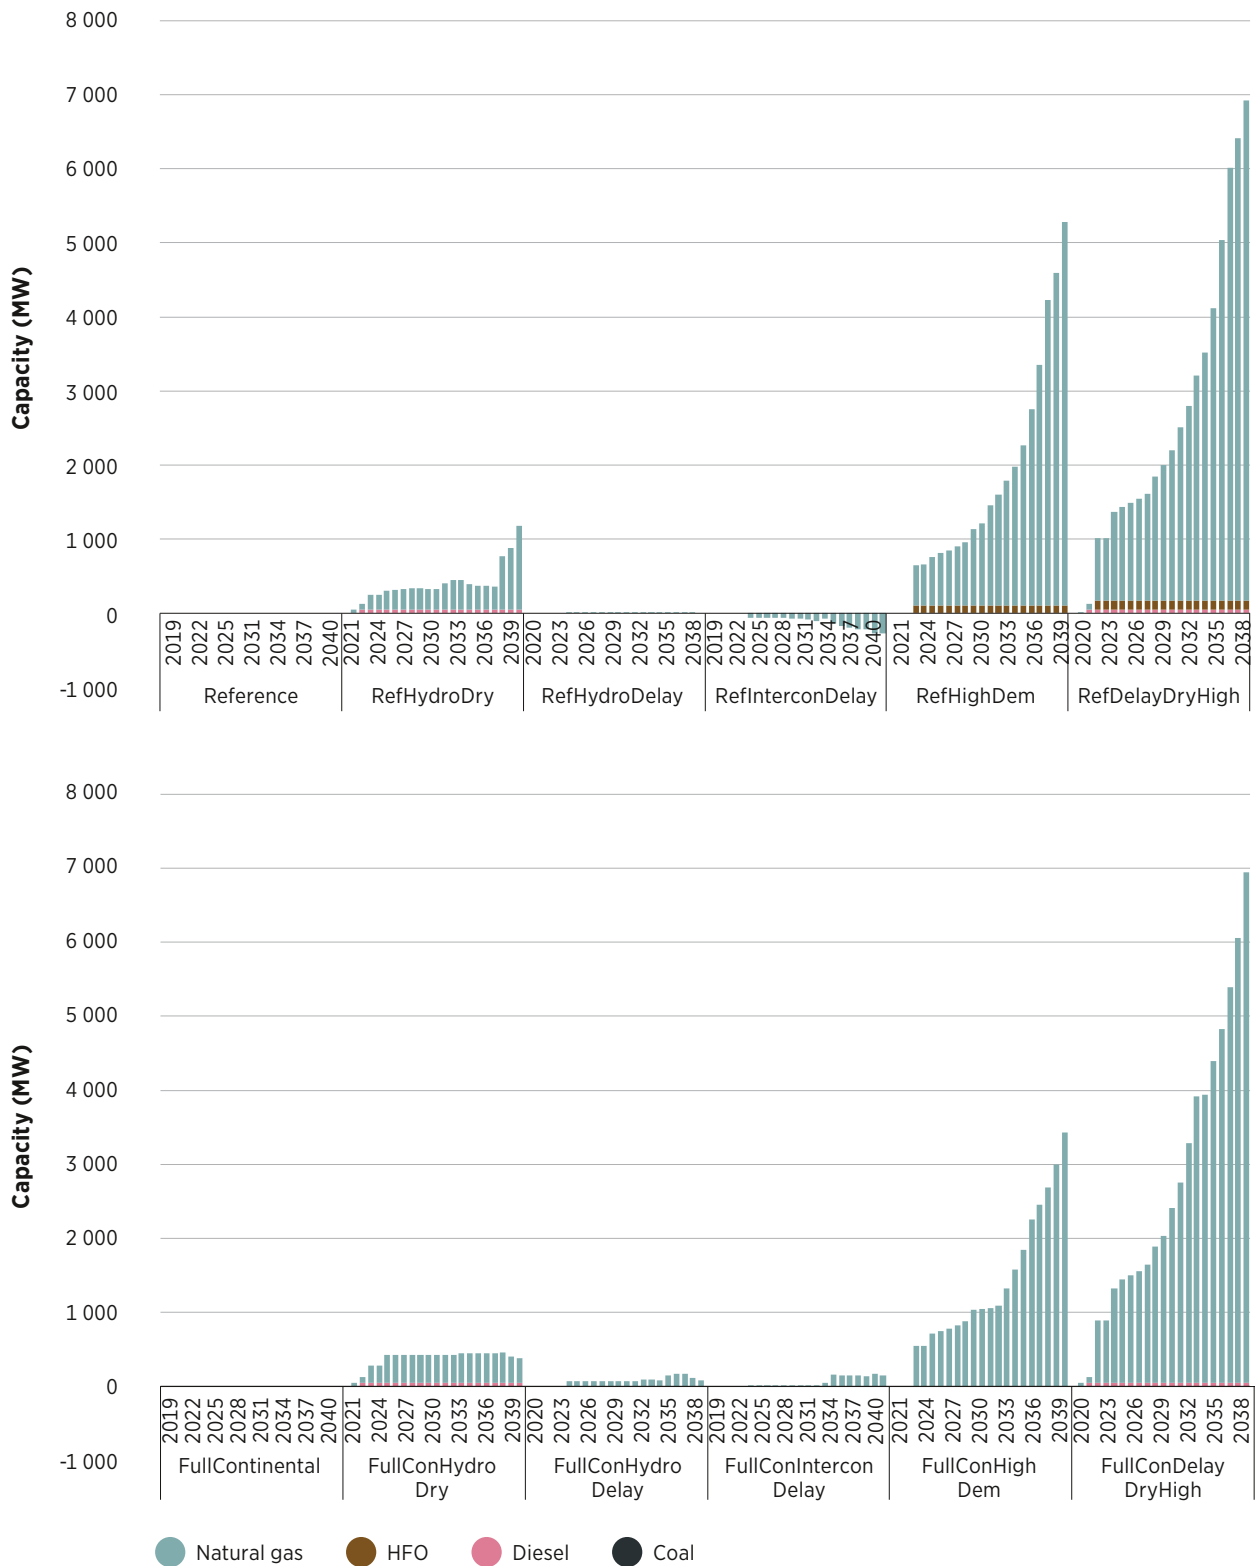 8 000
7 000
6 000
5 000
4 000
3 000
2 000
1 000
0
-1 000
Capacity (MW)
2019 2022 2025 2031 2034 2037 2040 2021 2024 2027 2030 2033 2036 2039 2020 2023 2026 2029 2032 2035 2038 2019 2022 2025 2028 2031 2034 2037 2040 2021 2024 2027 2030 2033 2036 2039 2020 2023 2026 2029 2032 2035 2038
Reference RefHydroDry RefHydroDelay RefInterconDelay RefHighDem RefDelayDryHigh
8 000
7 000
6 000
5 000
4 000
3 000
2 000
1 000
0
-1 000
Capacity (MW)
2019 2022 2025 2028 2031 2034 2037 2040 2021 2024 2027 2030 2033 2036 2039 2020 2023 2026 2029 2032 2035 2038 2019 2022 2025 2028 2031 2034 2037 2040 2021 2024 2027 2030 2033 2036 2039 2020 2023 2026 2029 2032 2035 2038
FullContinental FullConHydro FullConHydro FullConIntercon FullConHigh FullConDelay
Dry Delay Delay Dem DryHigh
Natural gas HFO Diesel Coal